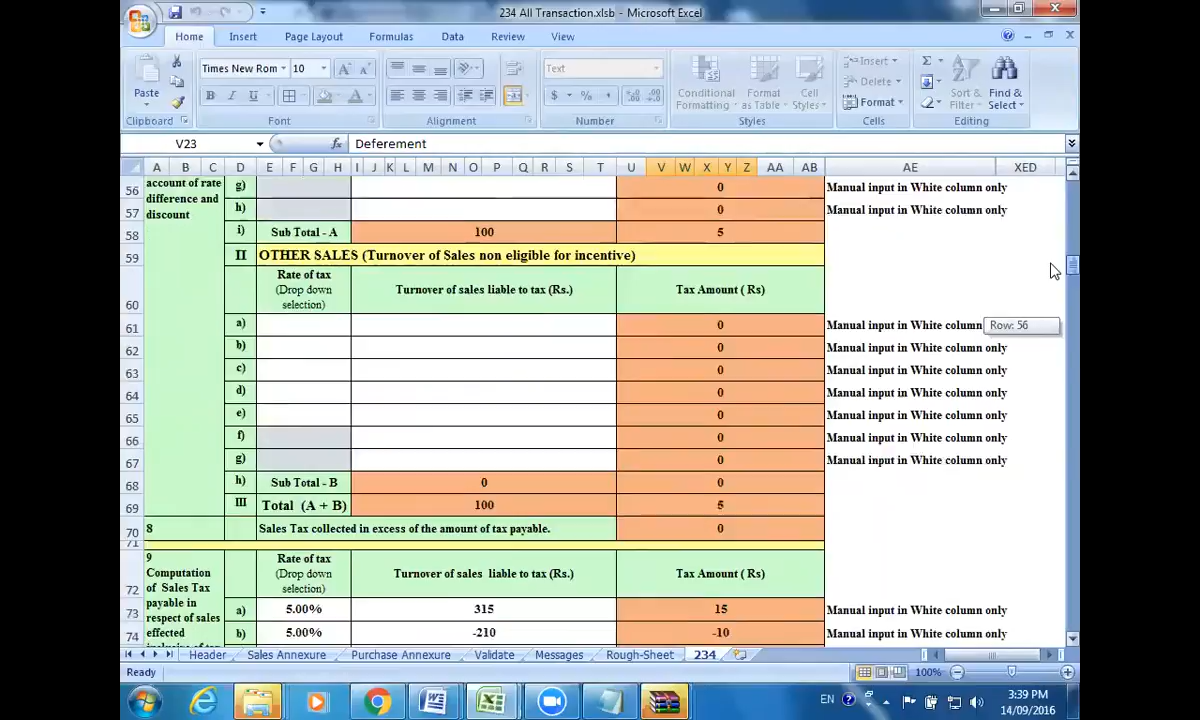 234 All Transaction.xlsb - Microsoft Excel
Home Insert Page Layout Formulas Data Review View
Paste
Times New Rom 10
B I U
Text
$ % ,
Conditional Formatting
Format as Table
Cell Styles
Insert
Delete
Format
Sort & Filter
Find & Select
Clipboard Font Alignment Number Styles Cells Editing
V23 fx Deferement
A B C D E F G H I J K L M N O P Q R S T U V W X Y Z AA AB AE XED
56 account of rate g) 0 Manual input in White column only
difference and
57 discount h) 0 Manual input in White column only
58 i) Sub Total - A 100 5
59 II OTHER SALES (Turnover of Sales non eligible for incentive)
60 Rate of tax (Drop down selection) Turnover of sales liable to tax (Rs.) Tax Amount ( Rs)
61 a) 0 Manual input in White column Row: 56
62 b) 0 Manual input in White column only
63 c) 0 Manual input in White column only
64 d) 0 Manual input in White column only
65 e) 0 Manual input in White column only
66 f) 0 Manual input in White column only
67 g) 0 Manual input in White column only
68 h) Sub Total - B 0 0
69 III Total (A + B) 100 5
70 8 Sales Tax collected in excess of the amount of tax payable. 0
71
72 9 Computation of Sales Tax Rate of tax (Drop down selection) Turnover of sales liable to tax (Rs.) Tax Amount ( Rs)
73 payable in respect of sales a) 5.00% 315 15 Manual input in White column only
74 effected b) 5.00% -210 -10 Manual input in White column only
Header Sales Annexure Purchase Annexure Validate Messages Rough-Sheet 234
Ready 100%
EN 3:39 PM
14/09/2016